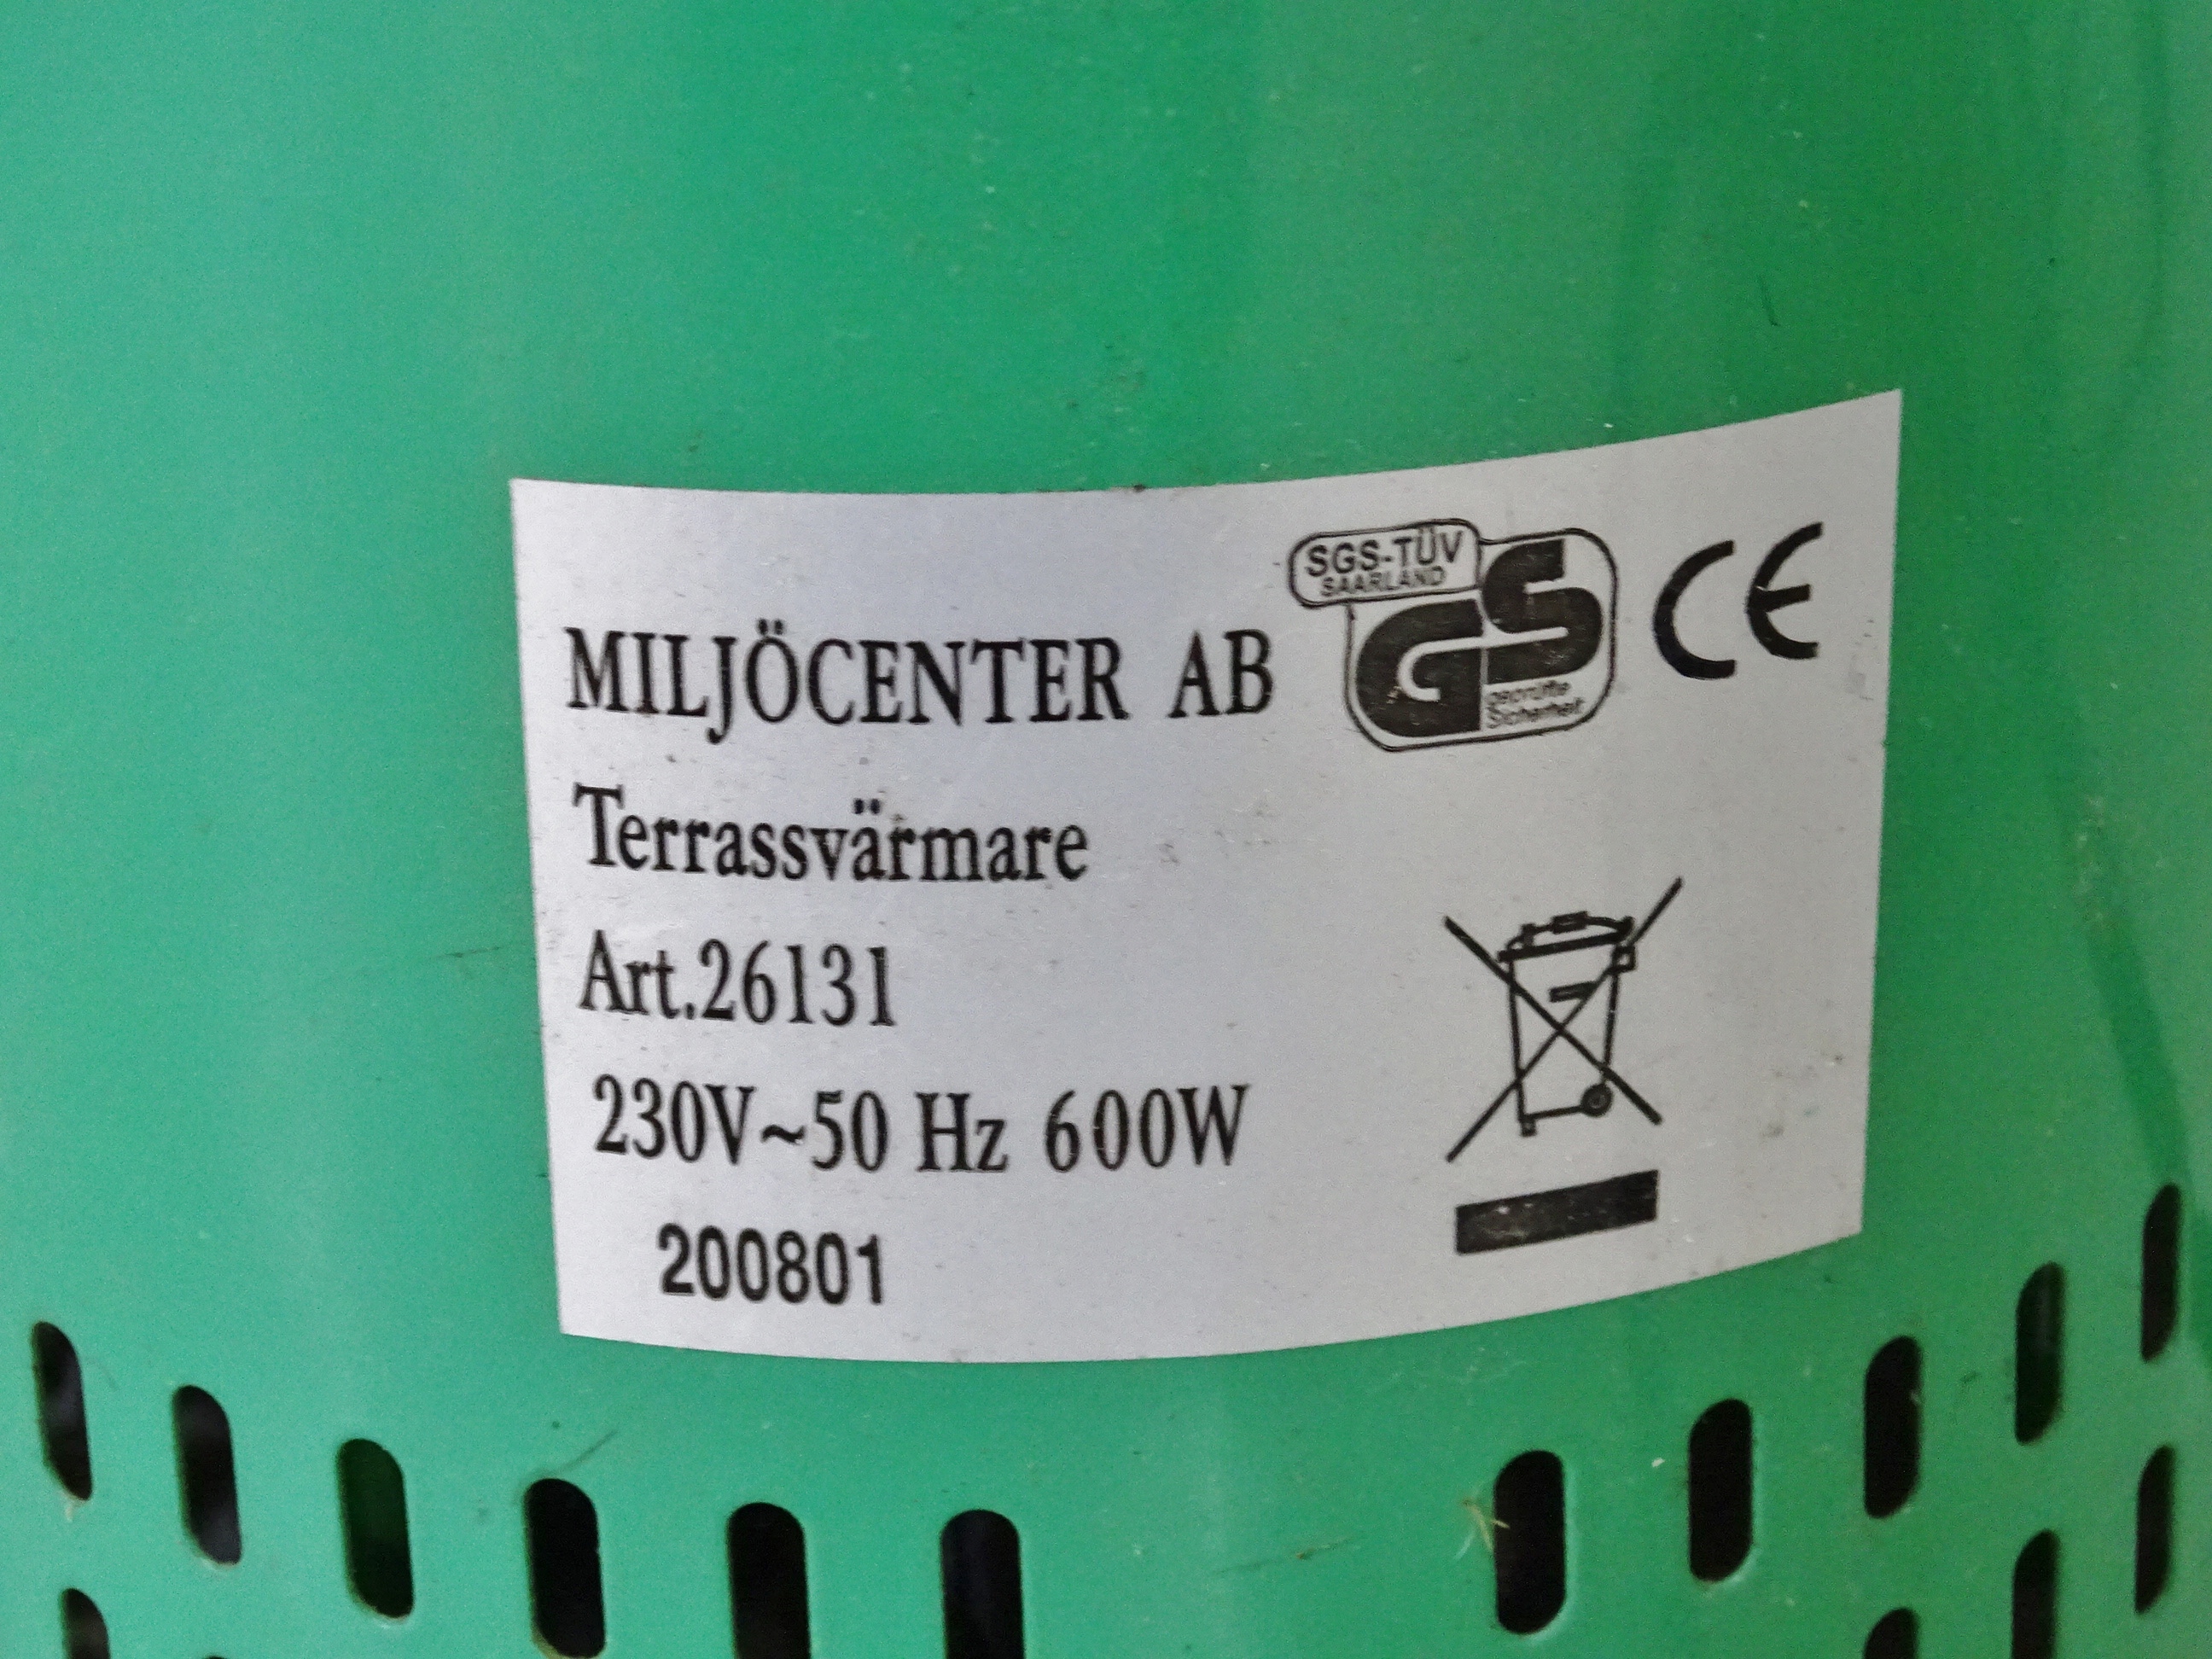 MILJÖCENTER AB
SGS-TÜV
SAARLAND
GS
geprüfte
Sicherheit
CE
Terrassvärmare
Art.26131
230V~50 Hz 600W
200801